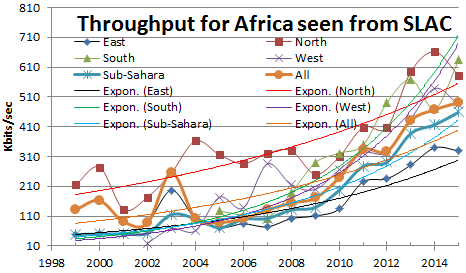 Throughput for Africa seen from SLAC
810
710
610
510
410
310
210
110
10
Kbits/sec
East
North
South
West
Sub-Sahara
All
Expon. (East)
Expon. (North)
Expon. (South)
Expon. (West)
Expon. (Sub-Sahara)
Expon. (All)
1998 2000 2002 2004 2006 2008 2010 2012 2014